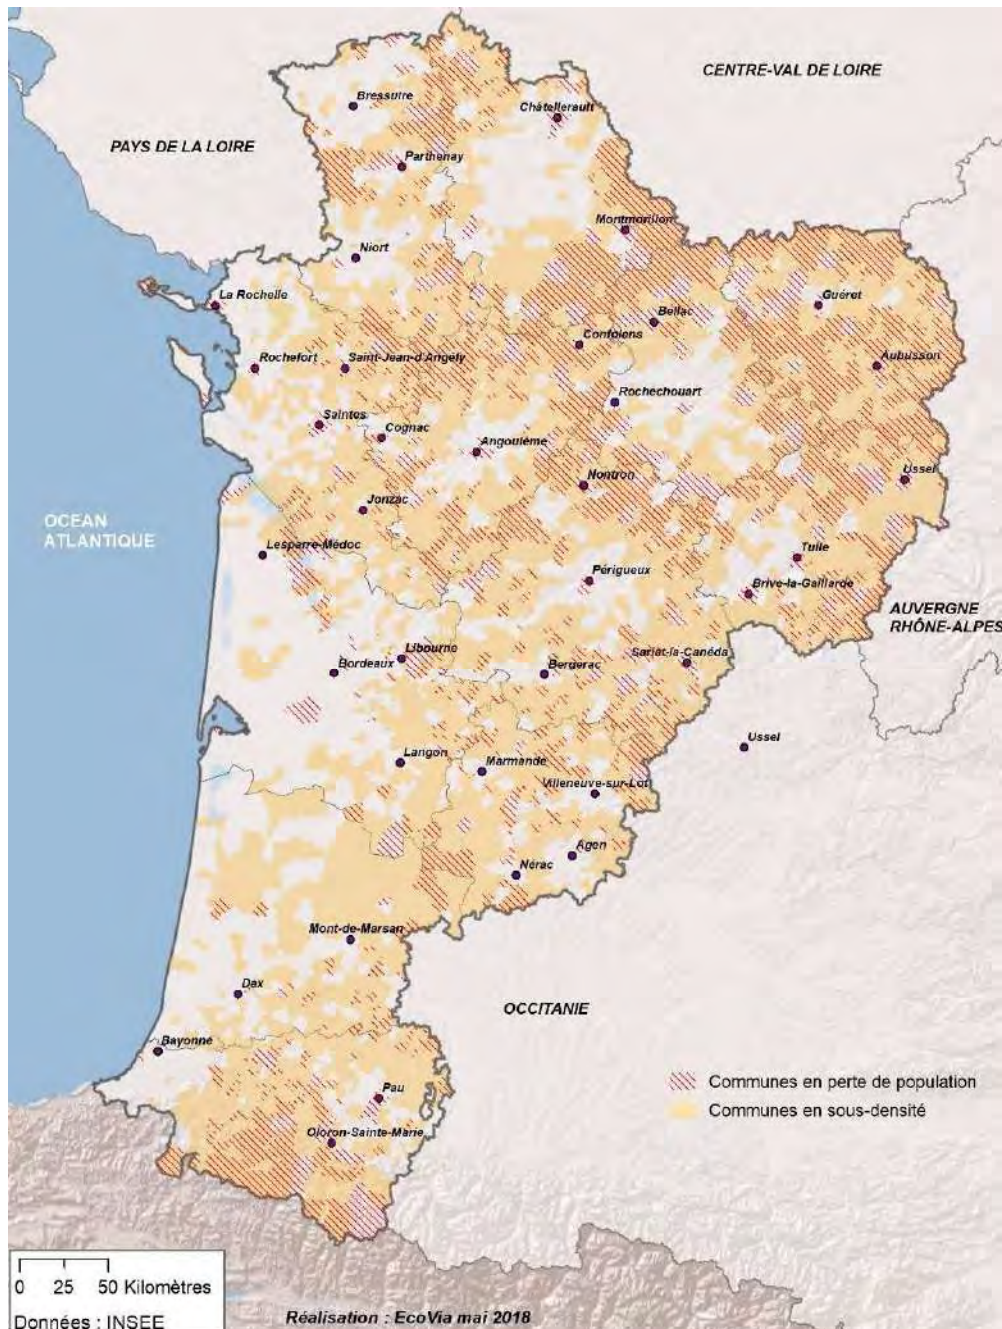 CENTRE-VAL DE LOIRE
Bressuire
Châtellerault
PAYS DE LA LOIRE
Parthenay
Montmorillon
Niort
La Rochelle
Guéret
Bellac
Confolens
Rochefort
Saint-Jean-d'Angély
Aubusson
Rochechouart
Saintes
Cognac
Angoulême
Nontron
Ussel
Jonzac
OCEAN
ATLANTIQUE
Lesparre-Médoc
Tulle
Périgueux
Brive-la-Gaillarde
AUVERGNE
RHÔNE-ALPES
Libourne
Sarlat-la-Canéda
Bordeaux
Bergerac
Ussel
Langon
Marmande
Villeneuve-sur-Lot
Agen
Nérac
Mont-de-Marsan
Dax
OCCITANIE
Bayonne
Communes en perte de population
Pau
Communes en sous-densité
Oloron-Sainte-Marie
0 25 50 Kilomètres
Données : INSEE
Réalisation : EcoVia mai 2018